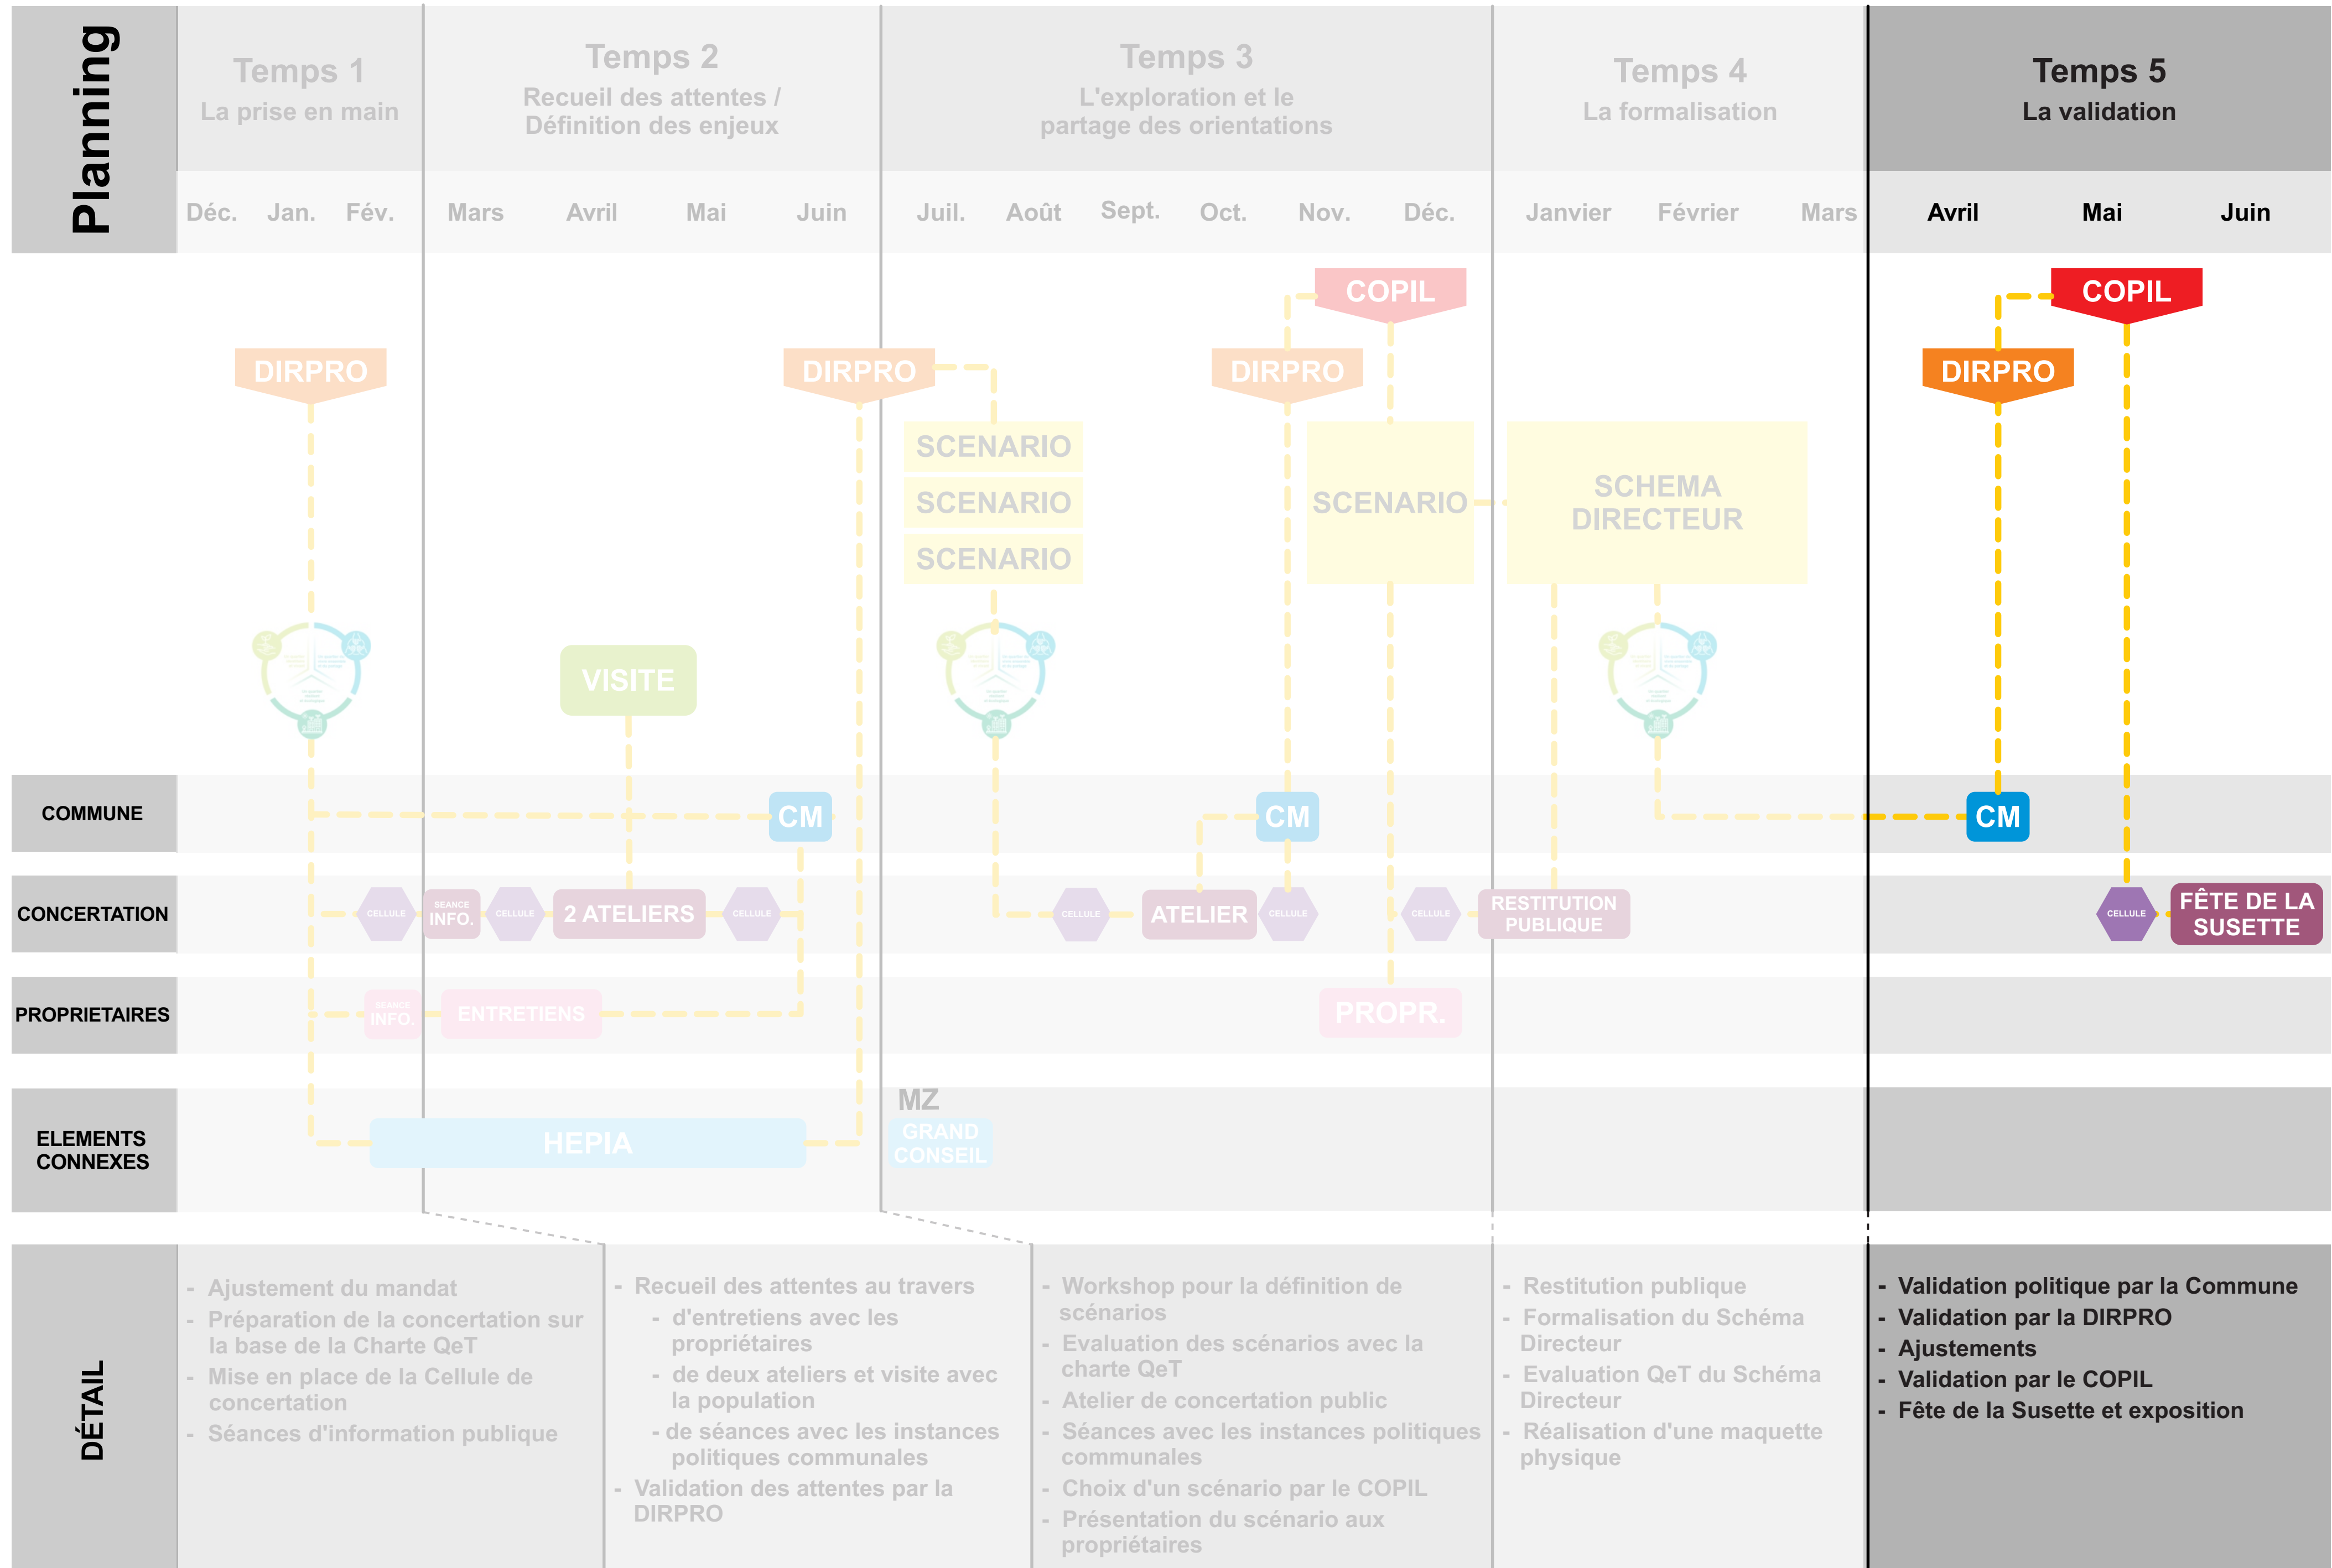 Planning
Temps 1
La prise en main
Temps 2
Recueil des attentes /
Définition des enjeux
Temps 3
L'exploration et le
partage des orientations
Temps 4
La formalisation
Temps 5
La validation
Déc. Jan. Fév. Mars Avril Mai Juin Juil. Août Sept. Oct. Nov. Déc. Janvier Février Mars Avril Mai Juin
COPIL
COPIL
DIRPRO
DIRPRO
DIRPRO
DIRPRO
SCENARIO
SCENARIO
SCENARIO
SCENARIO
SCHEMA
DIRECTEUR
VISITE
COMMUNE
CM
CM
CM
CONCERTATION
CELLULE
SEANCE
INFO.
CELLULE
2 ATELIERS
CELLULE
CELLULE
ATELIER
CELLULE
CELLULE
RESTITUTION
PUBLIQUE
CELLULE
FÊTE DE LA
SUSETTE
PROPRIETAIRES
SEANCE
INFO.
ENTRETIENS
PROPR.
ELEMENTS
CONNEXES
HEPIA
MZ
GRAND
CONSEIL
DÉTAIL
- Ajustement du mandat
- Préparation de la concertation sur
la base de la Charte QeT
- Mise en place de la Cellule de
concertation
- Séances d'information publique
- Recueil des attentes au travers
- d'entretiens avec les
propriétaires
- de deux ateliers et visite avec
la population
- de séances avec les instances
politiques communales
- Validation des attentes par la
DIRPRO
- Workshop pour la définition de
scénarios
- Evaluation des scénarios avec la
charte QeT
- Atelier de concertation public
- Séances avec les instances politiques
communales
- Choix d'un scénario par le COPIL
- Présentation du scénario aux
propriétaires
- Restitution publique
- Formalisation du Schéma
Directeur
- Evaluation QeT du Schéma
Directeur
- Réalisation d'une maquette
physique
- Validation politique par la Commune
- Validation par la DIRPRO
- Ajustements
- Validation par le COPIL
- Fête de la Susette et exposition